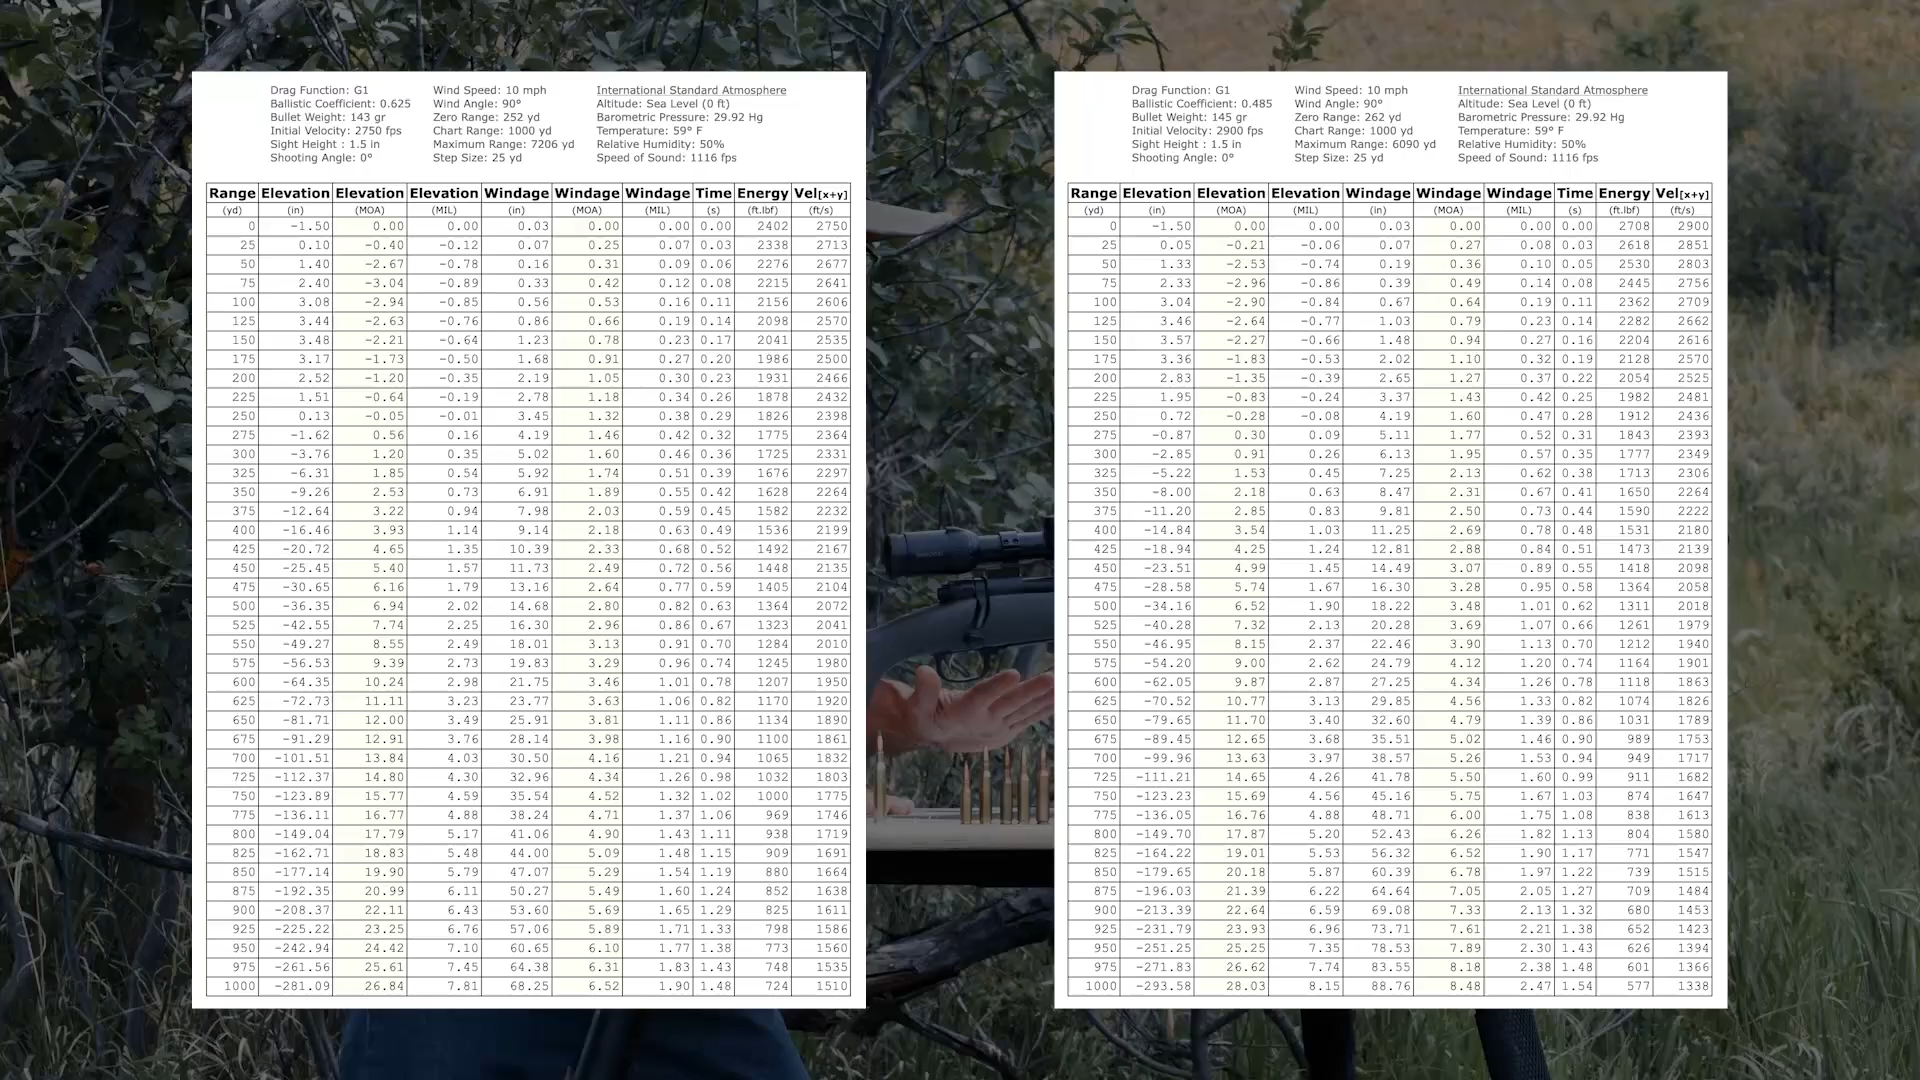 Drag Function: G1 Wind Speed: 10 mph International Standard Atmosphere
Ballistic Coefficient: 0.625 Wind Angle: 90° Altitude: Sea Level (0 ft)
Bullet Weight: 143 gr Zero Range: 252 yd Barometric Pressure: 29.92 Hg
Initial Velocity: 2750 fps Chart Range: 1000 yd Temperature: 59° F
Sight Height : 1.5 in Maximum Range: 7206 yd Relative Humidity: 50%
Shooting Angle: 0° Step Size: 25 yd Speed of Sound: 1116 fps
Range Elevation Elevation Elevation Windage Windage Windage Time Energy Vel[x+y]
(yd) (in) (MOA) (MIL) (in) (MOA) (MIL) (s) (ft.lbf) (ft/s)
0 -1.50 0.00 0.00 0.03 0.00 0.00 0.00 2402 2750
25 0.10 -0.40 -0.12 0.07 0.25 0.07 0.03 2338 2713
50 1.40 -2.67 -0.78 0.16 0.31 0.09 0.06 2276 2677
75 2.40 -3.04 -0.89 0.33 0.42 0.12 0.08 2215 2641
100 3.08 -2.94 -0.85 0.56 0.53 0.16 0.11 2156 2606
125 3.44 -2.63 -0.76 0.86 0.66 0.19 0.14 2098 2570
150 3.48 -2.21 -0.64 1.23 0.78 0.23 0.17 2041 2535
175 3.17 -1.73 -0.50 1.68 0.91 0.27 0.20 1986 2500
200 2.52 -1.20 -0.35 2.19 1.05 0.30 0.23 1931 2466
225 1.51 -0.64 -0.19 2.78 1.18 0.34 0.26 1878 2432
250 0.13 -0.05 -0.01 3.45 1.32 0.38 0.29 1826 2398
275 -1.62 0.56 0.16 4.19 1.46 0.42 0.32 1775 2364
300 -3.76 1.20 0.35 5.02 1.60 0.46 0.36 1725 2331
325 -6.31 1.85 0.54 5.92 1.74 0.51 0.39 1676 2297
350 -9.26 2.53 0.73 6.91 1.89 0.55 0.42 1628 2264
375 -12.64 3.22 0.94 7.98 2.03 0.59 0.45 1582 2232
400 -16.46 3.93 1.14 9.14 2.18 0.63 0.49 1536 2199
425 -20.72 4.65 1.35 10.39 2.33 0.68 0.52 1492 2167
450 -25.45 5.40 1.57 11.73 2.49 0.72 0.56 1448 2135
475 -30.65 6.16 1.79 13.16 2.64 0.77 0.59 1405 2104
500 -36.35 6.94 2.02 14.68 2.80 0.82 0.63 1364 2072
525 -42.55 7.74 2.25 16.30 2.96 0.86 0.67 1323 2041
550 -49.27 8.55 2.49 18.01 3.13 0.91 0.70 1284 2010
575 -56.53 9.39 2.73 19.83 3.29 0.96 0.74 1245 1980
600 -64.35 10.24 2.98 21.75 3.46 1.01 0.78 1207 1950
625 -72.73 11.11 3.23 23.77 3.63 1.06 0.82 1170 1920
650 -81.71 12.00 3.49 25.91 3.81 1.11 0.86 1134 1890
675 -91.29 12.91 3.76 28.14 3.98 1.16 0.90 1100 1861
700 -101.51 13.84 4.03 30.50 4.16 1.21 0.94 1065 1832
725 -112.37 14.80 4.30 32.96 4.34 1.26 0.98 1032 1803
750 -123.89 15.77 4.59 35.54 4.52 1.32 1.02 1000 1775
775 -136.11 16.77 4.88 38.24 4.71 1.37 1.06 969 1746
800 -149.04 17.79 5.17 41.06 4.90 1.43 1.11 938 1719
825 -162.71 18.83 5.48 44.00 5.09 1.48 1.15 909 1691
850 -177.14 19.90 5.79 47.07 5.29 1.54 1.19 880 1664
875 -192.35 20.99 6.11 50.27 5.49 1.60 1.24 852 1638
900 -208.37 22.11 6.43 53.60 5.69 1.65 1.29 825 1611
925 -225.22 23.25 6.76 57.06 5.89 1.71 1.33 798 1586
950 -242.94 24.42 7.10 60.65 6.10 1.77 1.38 773 1560
975 -261.56 25.61 7.45 64.38 6.31 1.83 1.43 748 1535
1000 -281.09 26.84 7.81 68.25 6.52 1.90 1.48 724 1510
Drag Function: G1 Wind Speed: 10 mph International Standard Atmosphere
Ballistic Coefficient: 0.485 Wind Angle: 90° Altitude: Sea Level (0 ft)
Bullet Weight: 145 gr Zero Range: 262 yd Barometric Pressure: 29.92 Hg
Initial Velocity: 2900 fps Chart Range: 1000 yd Temperature: 59° F
Sight Height : 1.5 in Maximum Range: 6090 yd Relative Humidity: 50%
Shooting Angle: 0° Step Size: 25 yd Speed of Sound: 1116 fps
Range Elevation Elevation Elevation Windage Windage Windage Time Energy Vel[x+y]
(yd) (in) (MOA) (MIL) (in) (MOA) (MIL) (s) (ft.lbf) (ft/s)
0 -1.50 0.00 0.00 0.03 0.00 0.00 0.00 2708 2900
25 0.05 -0.21 -0.06 0.07 0.27 0.08 0.03 2618 2851
50 1.33 -2.53 -0.74 0.19 0.36 0.10 0.05 2530 2803
75 2.33 -2.96 -0.86 0.39 0.49 0.14 0.08 2445 2756
100 3.04 -2.90 -0.84 0.67 0.64 0.19 0.11 2362 2709
125 3.46 -2.64 -0.77 1.03 0.79 0.23 0.14 2282 2662
150 3.57 -2.27 -0.66 1.48 0.94 0.27 0.16 2204 2616
175 3.36 -1.83 -0.53 2.02 1.10 0.32 0.19 2128 2570
200 2.83 -1.35 -0.39 2.65 1.27 0.37 0.22 2054 2525
225 1.95 -0.83 -0.24 3.37 1.43 0.42 0.25 1982 2481
250 0.72 -0.28 -0.08 4.19 1.60 0.47 0.28 1912 2436
275 -0.87 0.30 0.09 5.11 1.77 0.52 0.31 1843 2393
300 -2.85 0.91 0.26 6.13 1.95 0.57 0.35 1777 2349
325 -5.22 1.53 0.45 7.25 2.13 0.62 0.38 1713 2306
350 -8.00 2.18 0.63 8.47 2.31 0.67 0.41 1650 2264
375 -11.20 2.85 0.83 9.81 2.50 0.73 0.44 1590 2222
400 -14.84 3.54 1.03 11.25 2.69 0.78 0.48 1531 2180
425 -18.94 4.25 1.24 12.81 2.88 0.84 0.51 1473 2139
450 -23.51 4.99 1.45 14.49 3.07 0.89 0.55 1418 2098
475 -28.58 5.74 1.67 16.30 3.28 0.95 0.58 1364 2058
500 -34.16 6.52 1.90 18.22 3.48 1.01 0.62 1311 2018
525 -40.28 7.32 2.13 20.28 3.69 1.07 0.66 1261 1979
550 -46.95 8.15 2.37 22.46 3.90 1.13 0.70 1212 1940
575 -54.20 9.00 2.62 24.79 4.12 1.20 0.74 1164 1901
600 -62.05 9.87 2.87 27.25 4.34 1.26 0.78 1118 1863
625 -70.52 10.77 3.13 29.85 4.56 1.33 0.82 1074 1826
650 -79.65 11.70 3.40 32.60 4.79 1.39 0.86 1031 1789
675 -89.45 12.65 3.68 35.51 5.02 1.46 0.90 989 1753
700 -99.96 13.63 3.97 38.57 5.26 1.53 0.94 949 1717
725 -111.21 14.65 4.26 41.78 5.50 1.60 0.99 911 1682
750 -123.23 15.69 4.56 45.16 5.75 1.67 1.03 874 1647
775 -136.05 16.76 4.88 48.71 6.00 1.75 1.08 838 1613
800 -149.70 17.87 5.20 52.43 6.26 1.82 1.13 804 1580
825 -164.22 19.01 5.53 56.32 6.52 1.90 1.17 771 1547
850 -179.65 20.18 5.87 60.39 6.78 1.97 1.22 739 1515
875 -196.03 21.39 6.22 64.64 7.05 2.05 1.27 709 1484
900 -213.39 22.64 6.59 69.08 7.33 2.13 1.32 680 1453
925 -231.79 23.93 6.96 73.71 7.61 2.21 1.38 652 1423
950 -251.25 25.25 7.35 78.53 7.89 2.30 1.43 626 1394
975 -271.83 26.62 7.74 83.55 8.18 2.38 1.48 601 1366
1000 -293.58 28.03 8.15 88.76 8.48 2.47 1.54 577 1338